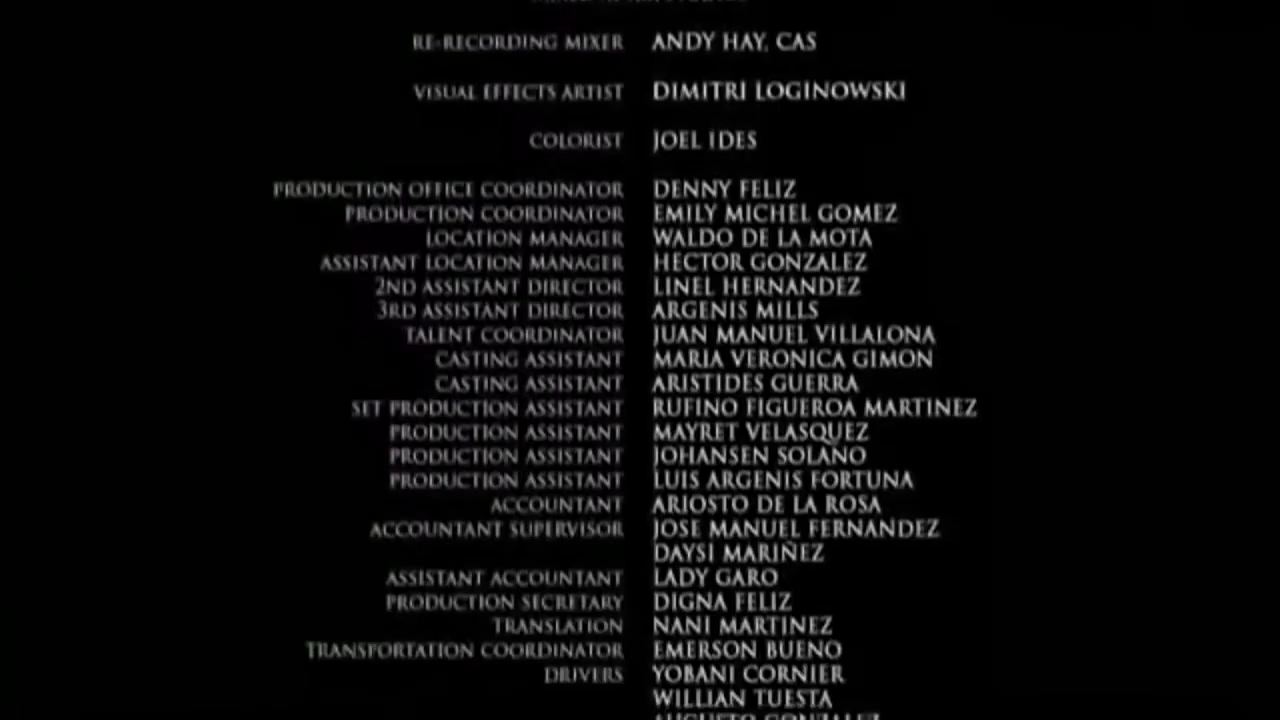 RE-RECORDING MIXER ANDY HAY, CAS
VISUAL EFFECTS ARTIST DIMITRI LOGINOWSKI
COLORIST JOEL IDES
PRODUCTION OFFICE COORDINATOR DENNY FELIZ
PRODUCTION COORDINATOR EMILY MICHEL GOMEZ
LOCATION MANAGER WALDO DE LA MOTA
ASSISTANT LOCATION MANAGER HECTOR GONZALEZ
2ND ASSISTANT DIRECTOR LINEL HERNANDEZ
3RD ASSISTANT DIRECTOR ARGENIS MILLS
TALENT COORDINATOR JUAN MANUEL VILLALONA
CASTING ASSISTANT MARIA VERONICA GIMON
CASTING ASSISTANT ARISTIDES GUERRA
SET PRODUCTION ASSISTANT RUFINO FIGUEROA MARTINEZ
PRODUCTION ASSISTANT MAYRET VELASQUEZ
PRODUCTION ASSISTANT JOHANSEN SOLANO
PRODUCTION ASSISTANT LUIS ARGENIS FORTUNA
ACCOUNTANT ARIOSTO DE LA ROSA
ACCOUNTANT SUPERVISOR JOSE MANUEL FERNANDEZ
DAYSI MARIÑEZ
ASSISTANT ACCOUNTANT LADY GARO
PRODUCTION SECRETARY DIGNA FELIZ
TRANSLATION NANI MARTINEZ
TRANSPORTATION COORDINATOR EMERSON BUENO
DRIVERS YOBANI CORNIER
WILLIAN TUESTA